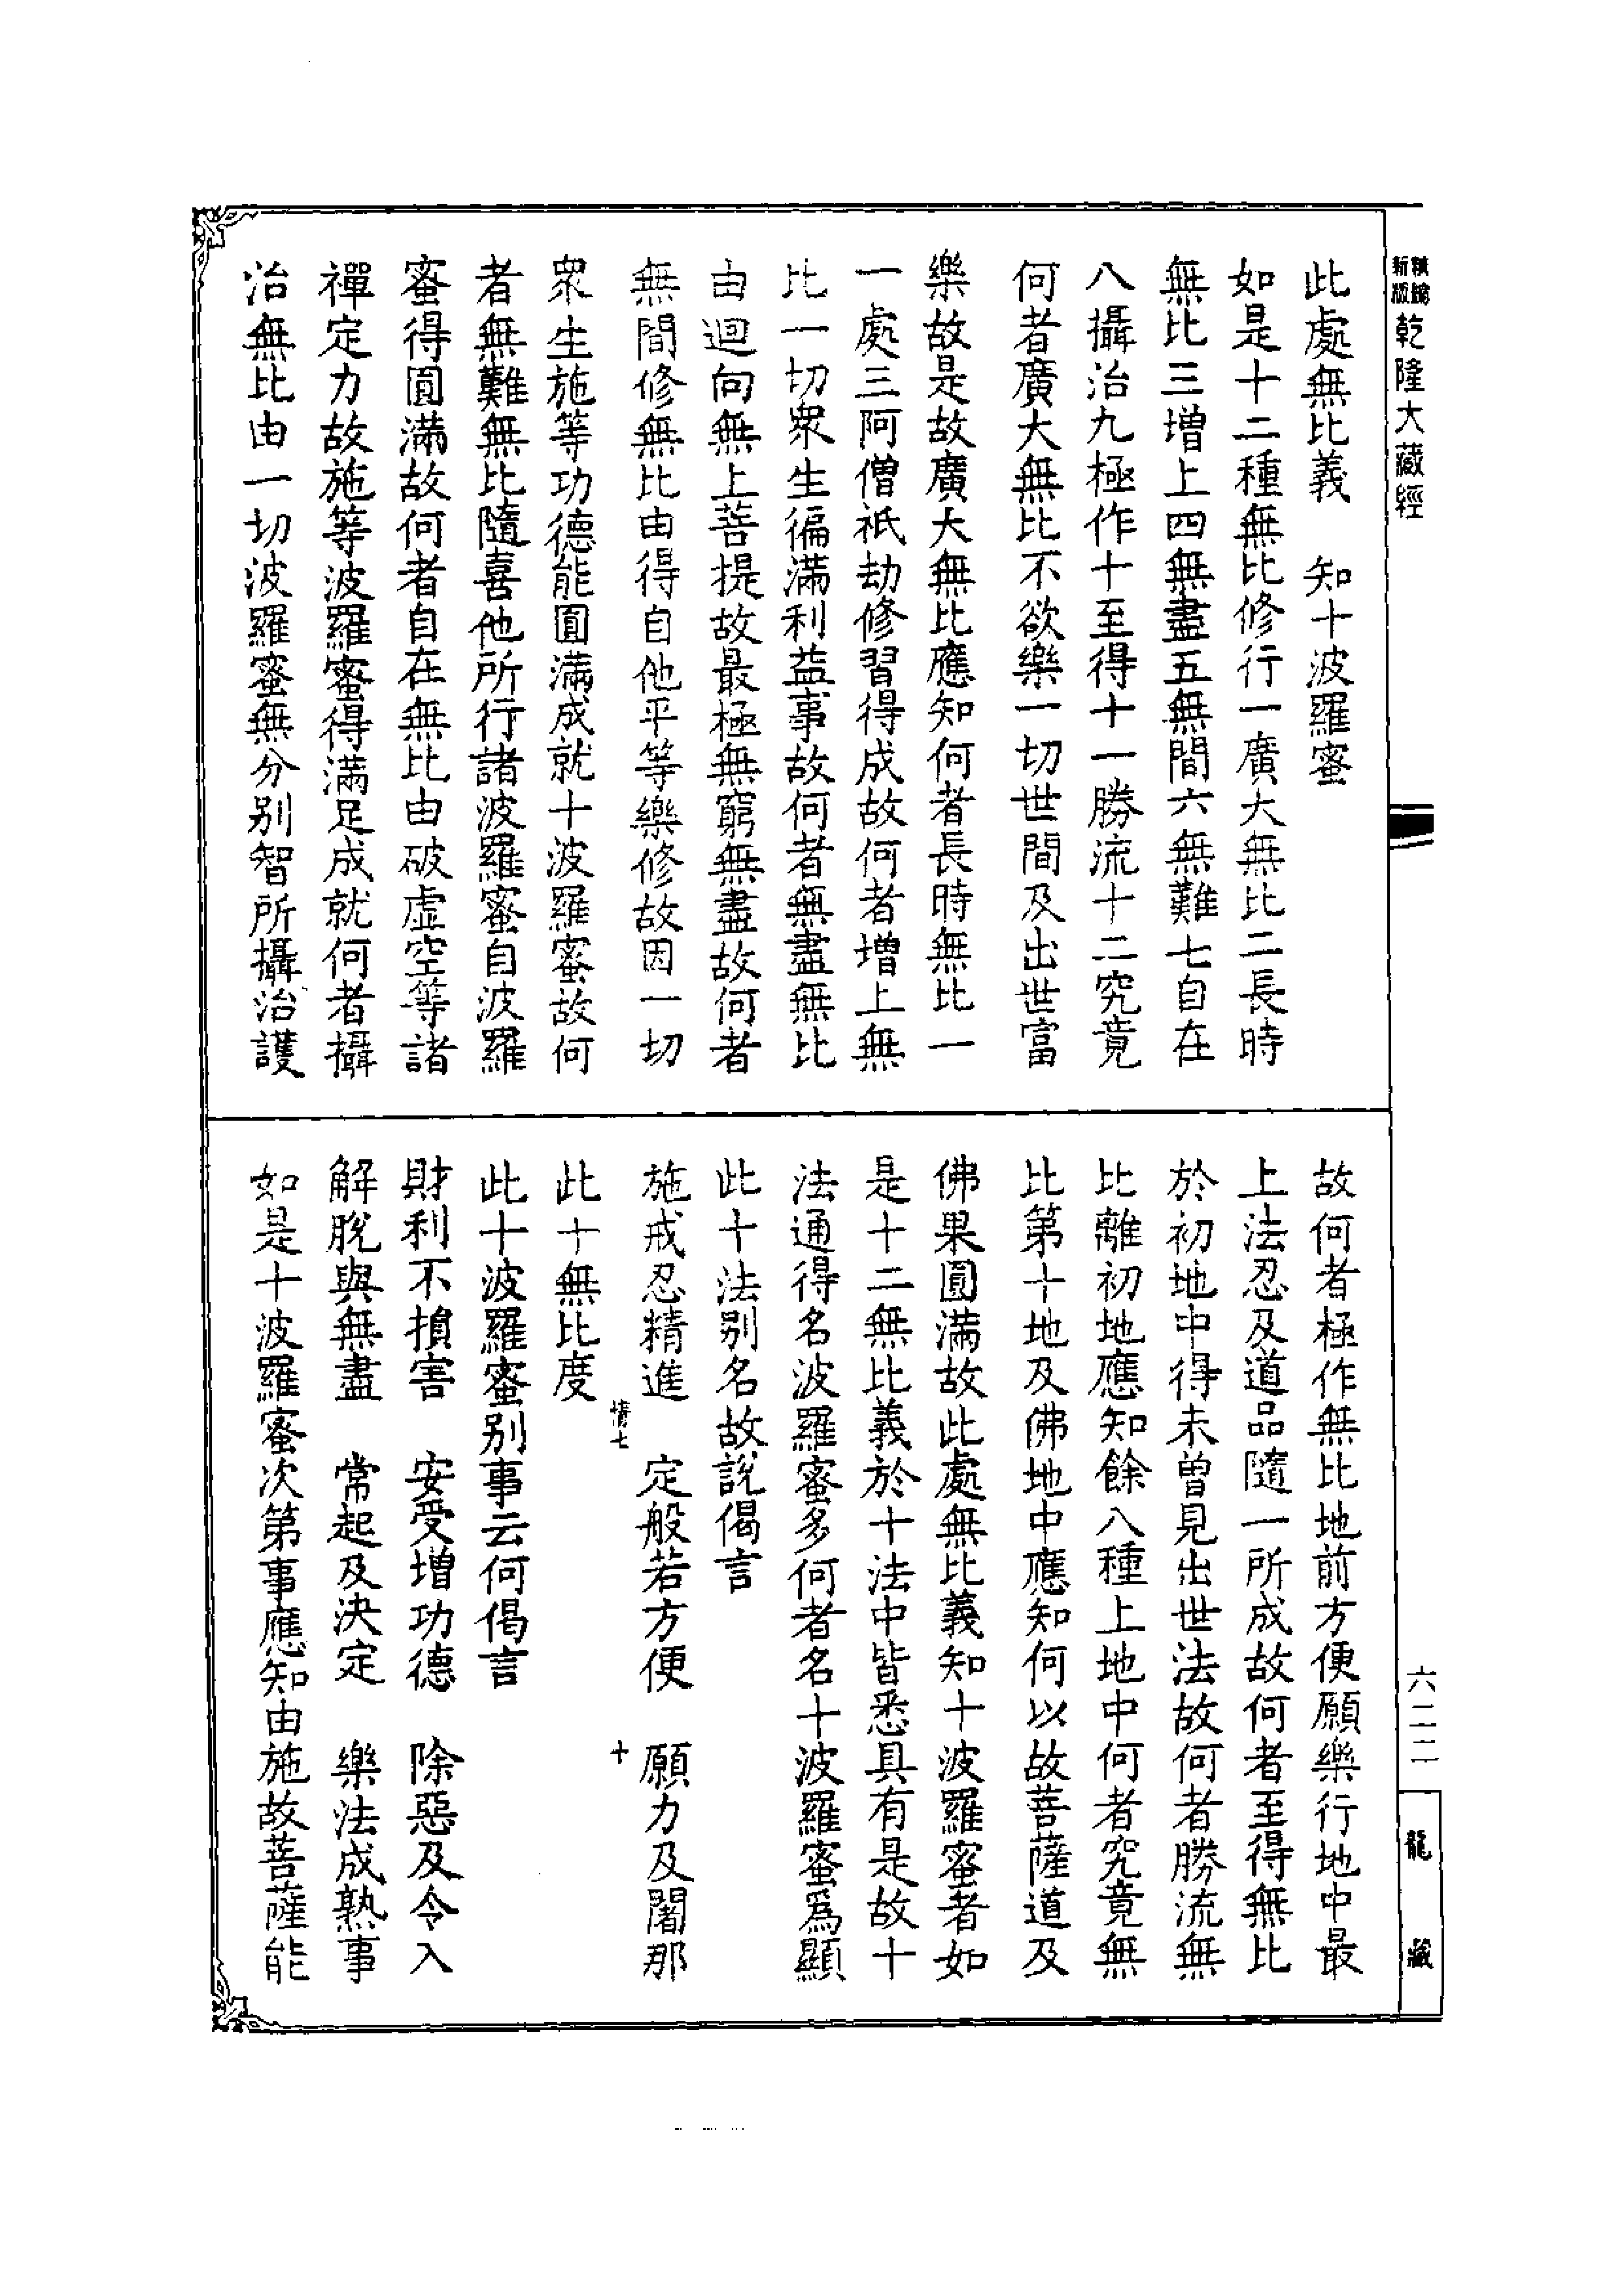 新版
乾隆大藏經
此處無比義　知十波羅蜜
如是十二種無比修行一廣大無比二長時
無比三增上四無盡五無間六無難七自在
八攝治九極作十至得十一勝流十二究竟
何者廣大無比不欲樂一切世間及出世富
樂故是故廣大無比應知何者長時無比一
一處三阿僧祇劫修習得成故何者增上無
比一切衆生徧滿利益事故何者無盡無比
由迴向無上菩提故最極無窮無盡故何者
無間修無比由得自他平等樂修故因一切
衆生施等功德能圓滿成就十波羅蜜故何
者無難無比隨喜他所行諸波羅蜜自波羅
蜜得圓滿故何者自在無比由破虛空等諸
禪定力故施等波羅蜜得滿足成就何者攝
治無比由一切波羅蜜無分别智所攝治護
故何者極作無比地前方便願樂行地中最
上法忍及道品隨一所成故何者至得無比
於初地中得未曾見出世法故何者勝流無
比離初地應知餘八種上地中何者究竟無
比第十地及佛地中應知何以故菩薩道及
佛果圓滿故此處無比義知十波羅蜜者如
是十二無比義於十法中皆悉具有是故十
法通得名波羅蜜多何者名十波羅蜜爲顯
此十法别名故說偈言
施戒忍精進　定般若方便　願力及闍那
情七　十
此十無比度
此十波羅蜜别事云何偈言
財利不損害　安受增功德　除惡及令入
解脫與無盡　常起及決定　樂法成熟事
如是十波羅蜜次第事應知由施故菩薩能
六二二
龍藏